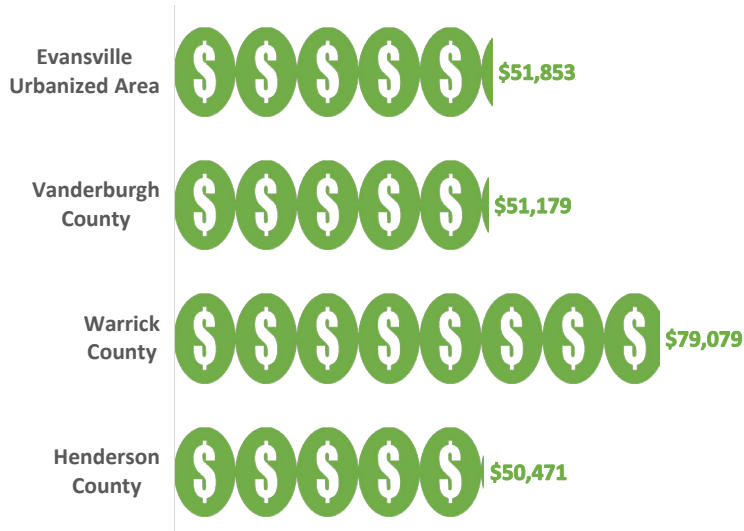 Evansville
Urbanized Area
$ $ $ $ $
$51,853
Vanderburgh
County
$ $ $ $ $
$51,179
Warrick
County
$ $ $ $ $ $ $ $
$79,079
Henderson
County
$ $ $ $ $
$50,471